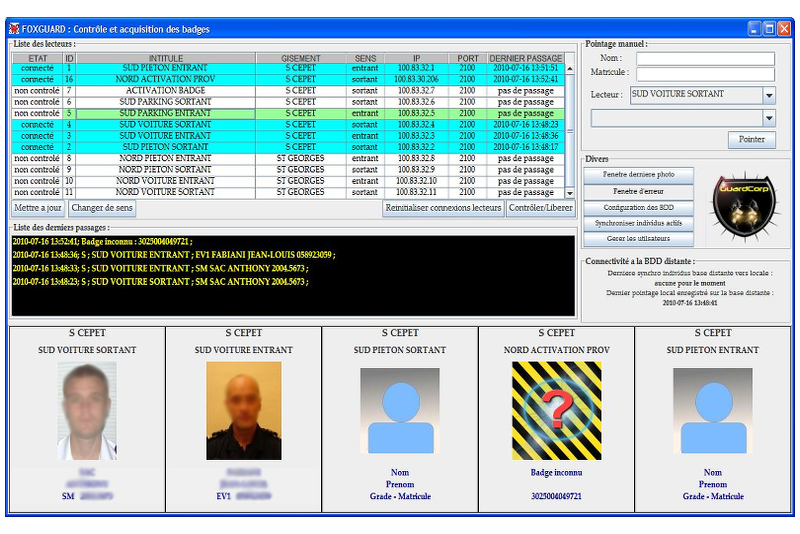 FOXGUARD : Contrôle et acquisition des badges
Liste des lecteurs :
ETAT ID INTITULE GISEMENT SENS IP PORT DERNIER PASSAGE
connecté 1 SUD PIETON ENTRANT S CEPET entrant 100.83.32.1 2100 2010-07-16 13:51:51
connecté 16 NORD ACTIVATION PROV S CEPET sortant 100.83.30.206 2100 2010-07-16 13:52:41
non controlé 7 ACTIVATION BADGE S CEPET sortant 100.83.32.7 2100 pas de passage
non controlé 6 SUD PARKING SORTANT S CEPET sortant 100.83.32.6 2100 pas de passage
non controlé 5 SUD PARKING ENTRANT S CEPET entrant 100.83.32.5 2100 pas de passage
connecté 4 SUD VOITURE SORTANT S CEPET sortant 100.83.32.4 2100 2010-07-16 13:48:23
connecté 3 SUD VOITURE ENTRANT S CEPET entrant 100.83.32.3 2100 2010-07-16 13:48:36
connecté 2 SUD PIETON SORTANT S CEPET sortant 100.83.32.2 2100 2010-07-16 13:48:17
non controlé 8 NORD PIETON ENTRANT ST GEORGES entrant 100.83.32.8 2100 pas de passage
non controlé 9 NORD PIETON SORTANT ST GEORGES sortant 100.83.32.9 2100 pas de passage
non controlé 10 NORD VOITURE ENTRANT ST GEORGES entrant 100.83.32.10 2100 pas de passage
non controlé 11 NORD VOITURE SORTANT ST GEORGES sortant 100.83.32.11 2100 pas de passage
Mettre a jour Changer de sens Reinitialiser connexions lecteurs Contrôler/Liberer
Pointage manuel :
Nom :
Matricule :
Lecteur : SUD VOITURE SORTANT
Pointer
Divers
Fenetre derniere photo
Fenetre d'erreur
Configuration des BDD
Synchroniser individus actifs
Gerer les utilisateurs
GuardCorp
Liste des derniers passages :
2010-07-16 13:52:41; Badge inconnu : 3025004049721 ;
2010-07-16 13:48:36; S ; SUD VOITURE ENTRANT ; EV1 FABIANI JEAN-LOUIS 058923059 ;
2010-07-16 13:48:33; S ; SUD VOITURE ENTRANT ; SM SAC ANTHONY 2004.5673 ;
2010-07-16 13:48:23; S ; SUD VOITURE SORTANT ; SM SAC ANTHONY 2004.5673 ;
Connectivité a la BDD distante :
Derniere synchro individus base distante vers locale :
aucune pour le moment
Dernier pointage local enregistré sur la base distante :
2010-07-16 13:48:41
S CEPET
SUD VOITURE SORTANT
SM
S CEPET
SUD VOITURE ENTRANT
EV1
S CEPET
SUD PIETON SORTANT
Nom
Prenom
Grade - Matricule
S CEPET
NORD ACTIVATION PROV
?
Badge inconnu
3025004049721
S CEPET
SUD PIETON ENTRANT
Nom
Prenom
Grade - Matricule